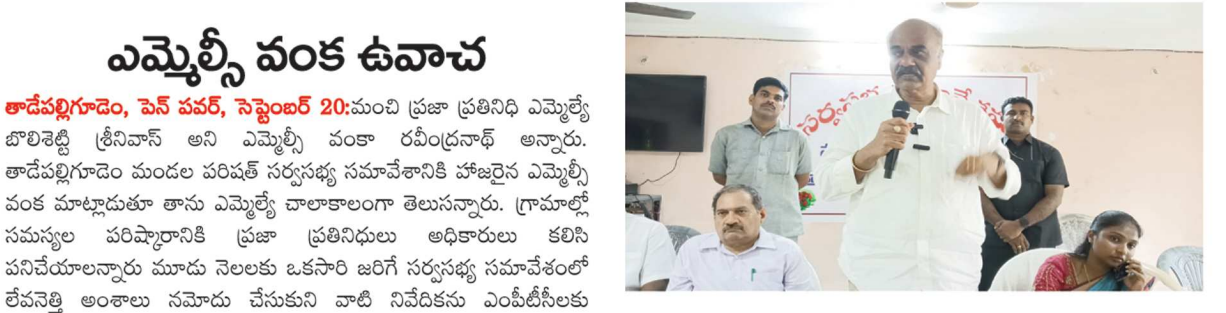 ఎమ్మెల్సీ వంక ఉవాచ
తాడేపల్లిగూడెం, పెన్ పవర్, సెప్టెంబర్ 20:మంచి ప్రజా ప్రతినిధి ఎమ్మెల్యే
బొలిశెట్టి శ్రీనివాస్ అని ఎమ్మెల్సీ వంకా రవీంద్రనాథ్ అన్నారు.
తాడేపల్లిగూడెం మండల పరిషత్ సర్వసభ్య సమావేశానికి హాజరైన ఎమ్మెల్సీ
వంక మాట్లాడుతూ తాను ఎమ్మెల్యే చాలాకాలంగా తెలుసన్నారు. గ్రామాల్లో
సమస్యల పరిష్కారానికి ప్రజా ప్రతినిధులు అధికారులు కలిసి
పనిచేయాలన్నారు మూడు నెలలకు ఒకసారి జరిగే సర్వసభ్య సమావేశంలో
లేవనెత్తి అంశాలు నమోదు చేసుకుని వాటి నివేదికను ఎంపీటీసీలకు